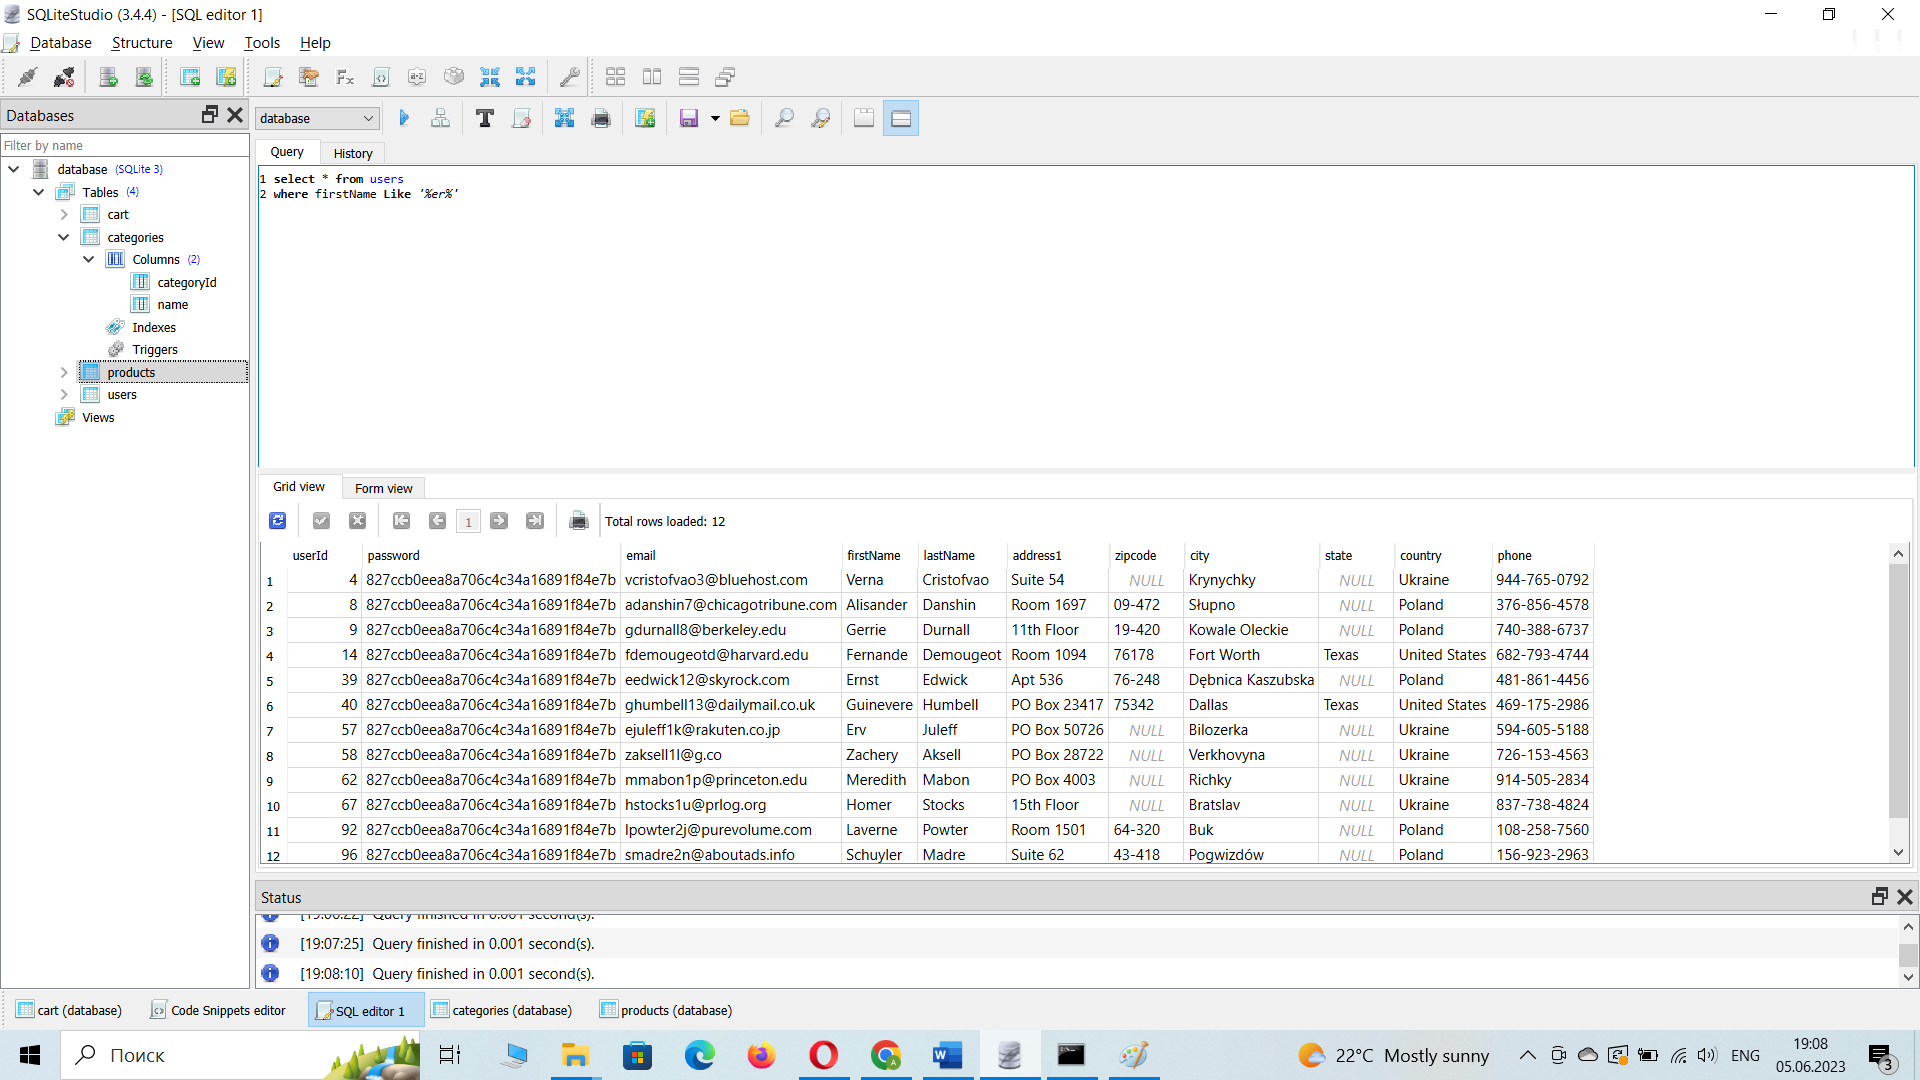 SQLiteStudio (3.4.4) - [SQL editor 1]
Database Structure View Tools Help
Databases
Filter by name
database (SQLite 3)
Tables (4)
cart
categories
Columns (2)
categoryId
name
Indexes
Triggers
products
users
Views
database
Query History
1 select * from users
2 where firstName Like '%er%'
Grid view Form view
1 Total rows loaded: 12
userId password email firstName lastName address1 zipcode city state country phone
1 4 827ccb0eea8a706c4c34a16891f84e7b vcristofvao3@bluehost.com Verna Cristofvao Suite 54 NULL Krynychky NULL Ukraine 944-765-0792
2 8 827ccb0eea8a706c4c34a16891f84e7b adanshin7@chicagotribune.com Alisander Danshin Room 1697 09-472 Słupno NULL Poland 376-856-4578
3 9 827ccb0eea8a706c4c34a16891f84e7b gdurnall8@berkeley.edu Gerrie Durnall 11th Floor 19-420 Kowale Oleckie NULL Poland 740-388-6737
4 14 827ccb0eea8a706c4c34a16891f84e7b fdemougeotd@harvard.edu Fernande Demougeot Room 1094 76178 Fort Worth Texas United States 682-793-4744
5 39 827ccb0eea8a706c4c34a16891f84e7b eedwick12@skyrock.com Ernst Edwick Apt 536 76-248 Dębnica Kaszubska NULL Poland 481-861-4456
6 40 827ccb0eea8a706c4c34a16891f84e7b ghumbell13@dailymail.co.uk Guinevere Humbell PO Box 23417 75342 Dallas Texas United States 469-175-2986
7 57 827ccb0eea8a706c4c34a16891f84e7b ejuleff1k@rakuten.co.jp Erv Juleff PO Box 50726 NULL Bilozerka NULL Ukraine 594-605-5188
8 58 827ccb0eea8a706c4c34a16891f84e7b zaksell1l@g.co Zachery Aksell PO Box 28722 NULL Verkhovyna NULL Ukraine 726-153-4563
9 62 827ccb0eea8a706c4c34a16891f84e7b mmabon1p@princeton.edu Meredith Mabon PO Box 4003 NULL Richky NULL Ukraine 914-505-2834
10 67 827ccb0eea8a706c4c34a16891f84e7b hstocks1u@prlog.org Homer Stocks 15th Floor NULL Bratslav NULL Ukraine 837-738-4824
11 92 827ccb0eea8a706c4c34a16891f84e7b lpowter2j@purevolume.com Laverne Powter Room 1501 64-320 Buk NULL Poland 108-258-7560
12 96 827ccb0eea8a706c4c34a16891f84e7b smadre2n@aboutads.info Schuyler Madre Suite 62 43-418 Pogwizdów NULL Poland 156-923-2963
Status
[19:06:22] Query finished in 0.001 second(s).
[19:07:25] Query finished in 0.001 second(s).
[19:08:10] Query finished in 0.001 second(s).
cart (database) Code Snippets editor SQL editor 1 categories (database) products (database)
Поиск 22°C Mostly sunny ENG 19:08
05.06.2023 3